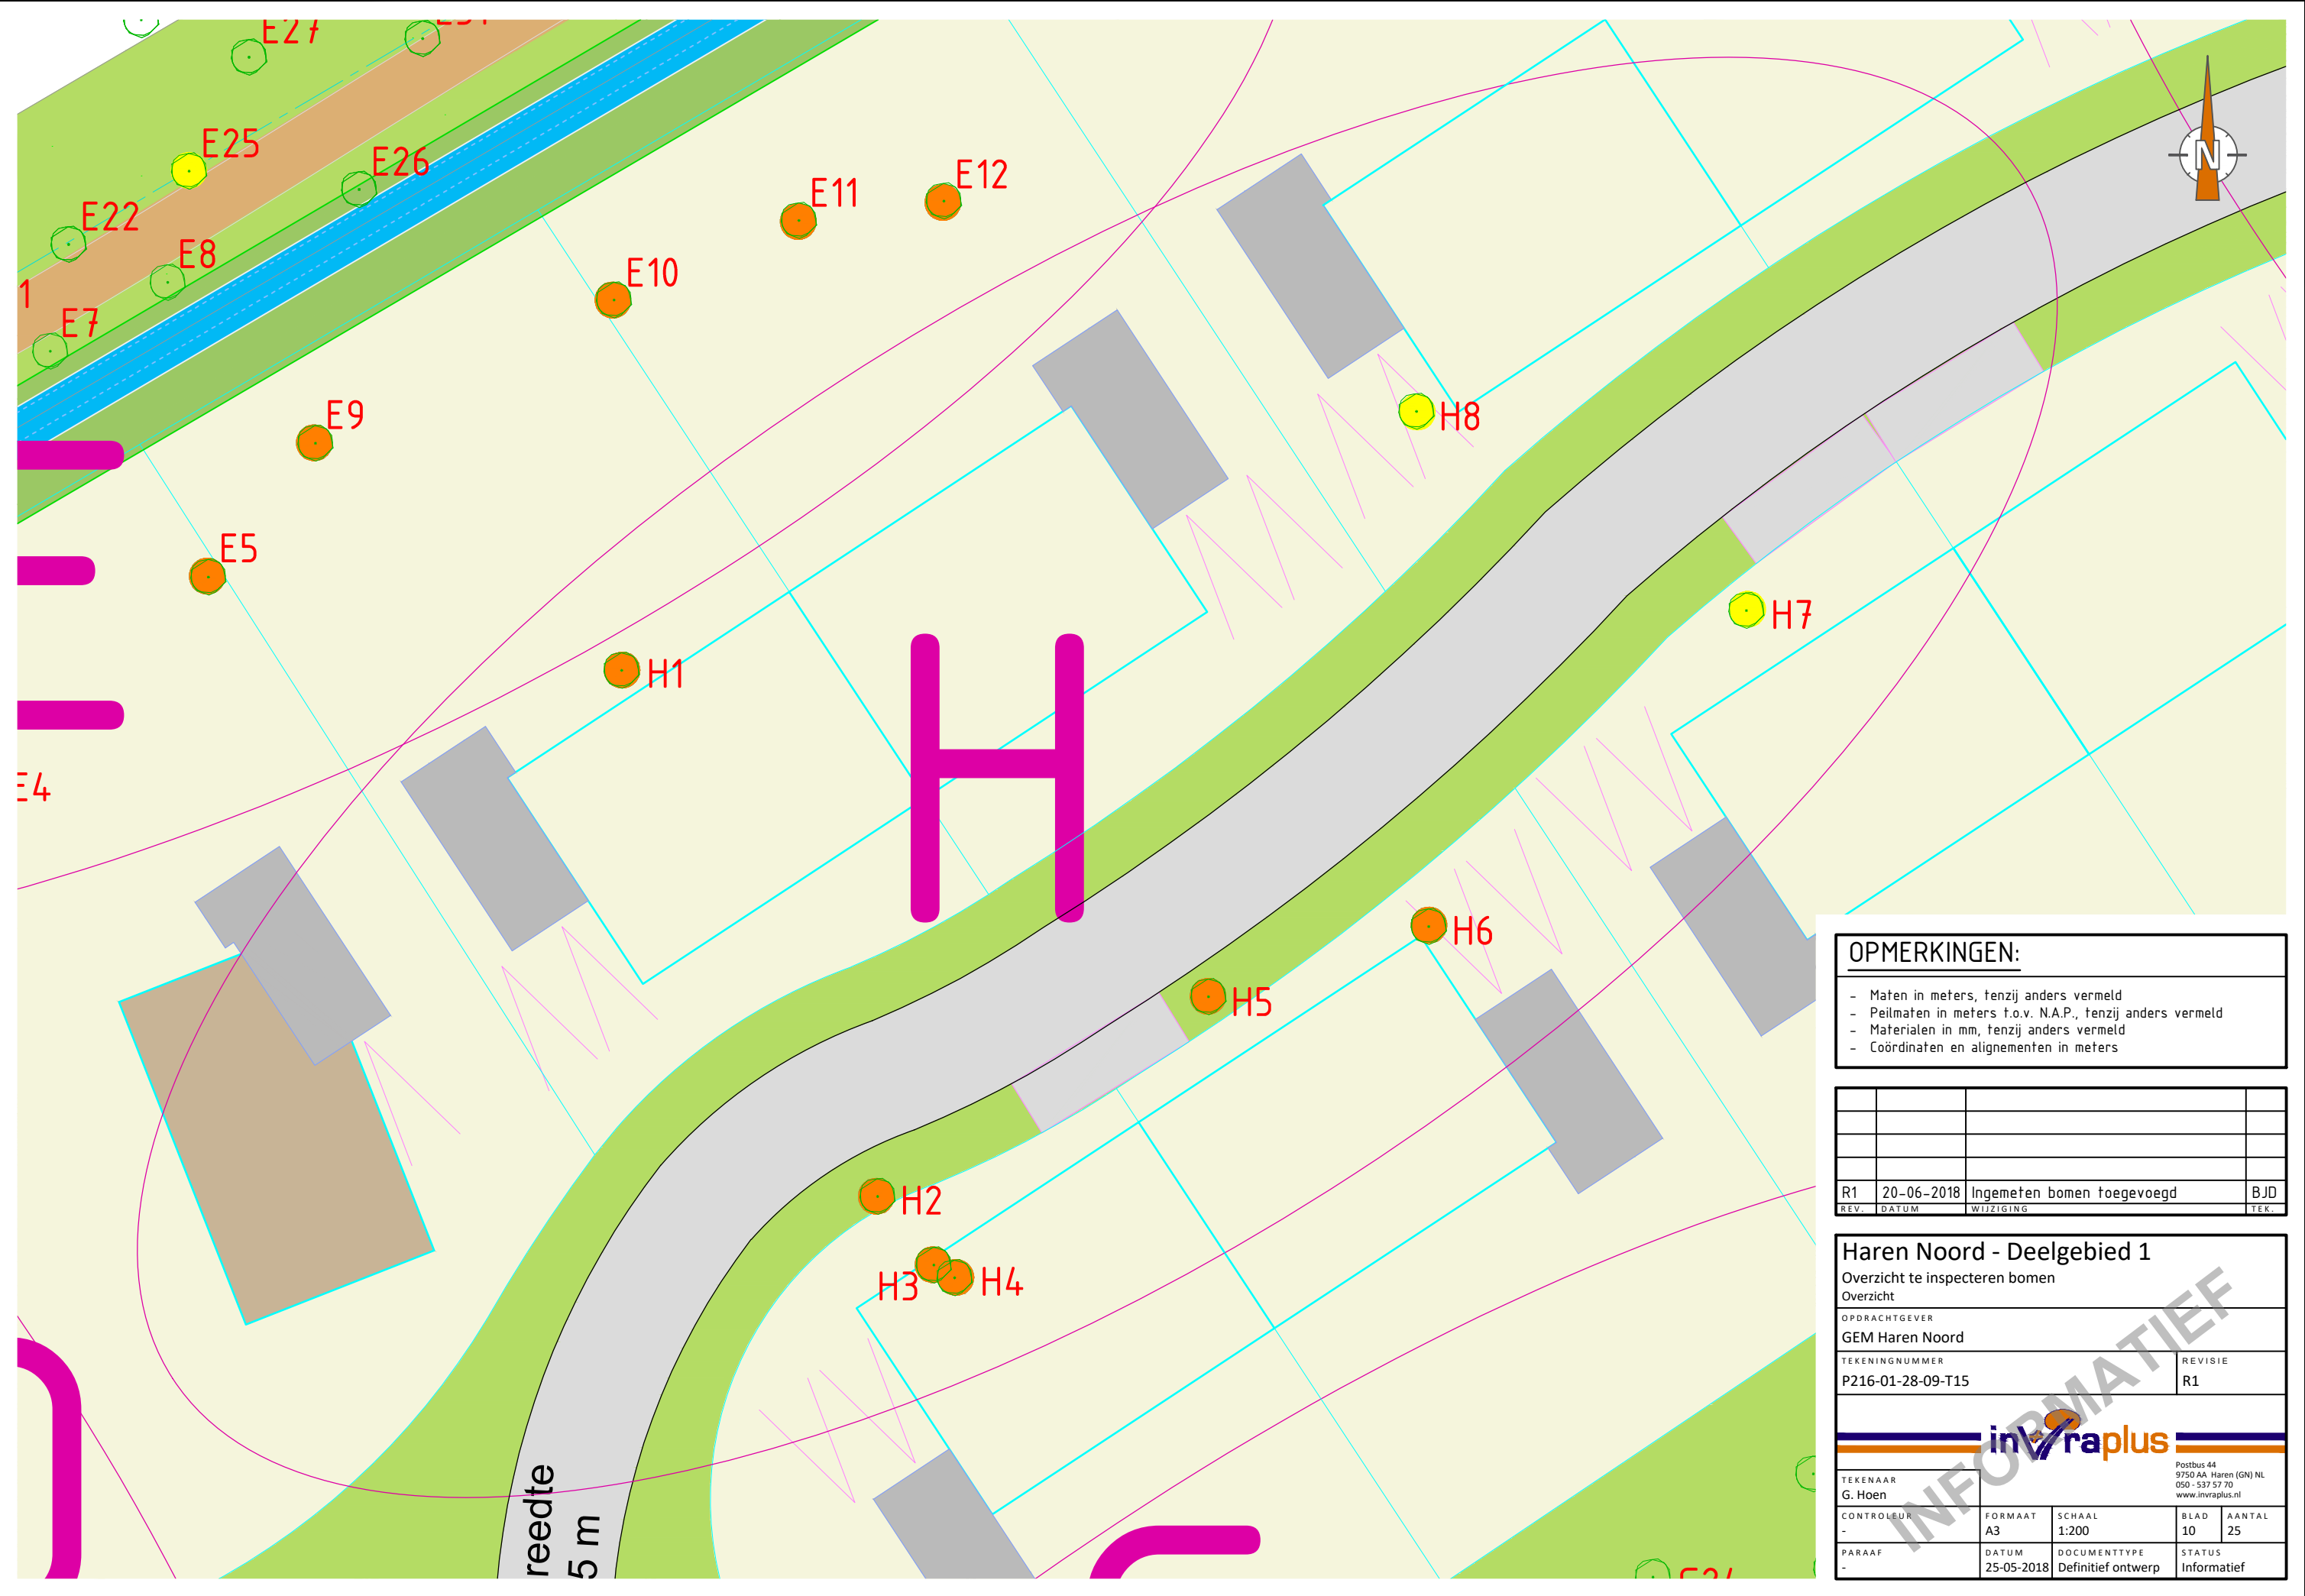 E27
E25
E26
E22
E8
E7
1
E11
E12
E10
E9
E5
E4
H8
H7
H1
H
H6
H5
H2
H3
H4
reedte
5 m
N
OPMERKINGEN:
- Maten in meters, tenzij anders vermeld
- Peilmaten in meters t.o.v. N.A.P., tenzij anders vermeld
- Materialen in mm, tenzij anders vermeld
- Coördinaten en alignementen in meters
R1 20-06-2018 Ingemeten bomen toegevoegd BJD
REV. DATUM WIJZIGING TEK.
Haren Noord - Deelgebied 1
Overzicht te inspecteren bomen
Overzicht
OPDRACHTGEVER
GEM Haren Noord
TEKENINGNUMMER REVISIE
P216-01-28-09-T15 R1
invraplus
Postbus 44
9750 AA Haren (GN) NL
050 - 537 57 70
www.invraplus.nl
TEKENAAR
G. Hoen
CONTROLEUR FORMAAT SCHAAL BLAD AANTAL
- A3 1:200 10 25
PARAAF DATUM DOCUMENTTYPE STATUS
- 25-05-2018 Definitief ontwerp Informatief
INFORMATIEF